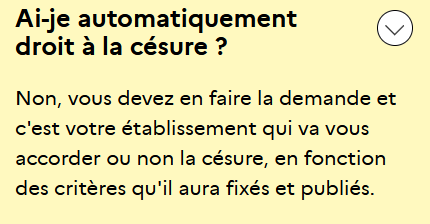 Ai-je automatiquement
droit à la césure ?
Non, vous devez en faire la demande et
c'est votre établissement qui va vous
accorder ou non la césure, en fonction
des critères qu'il aura fixés et publiés.